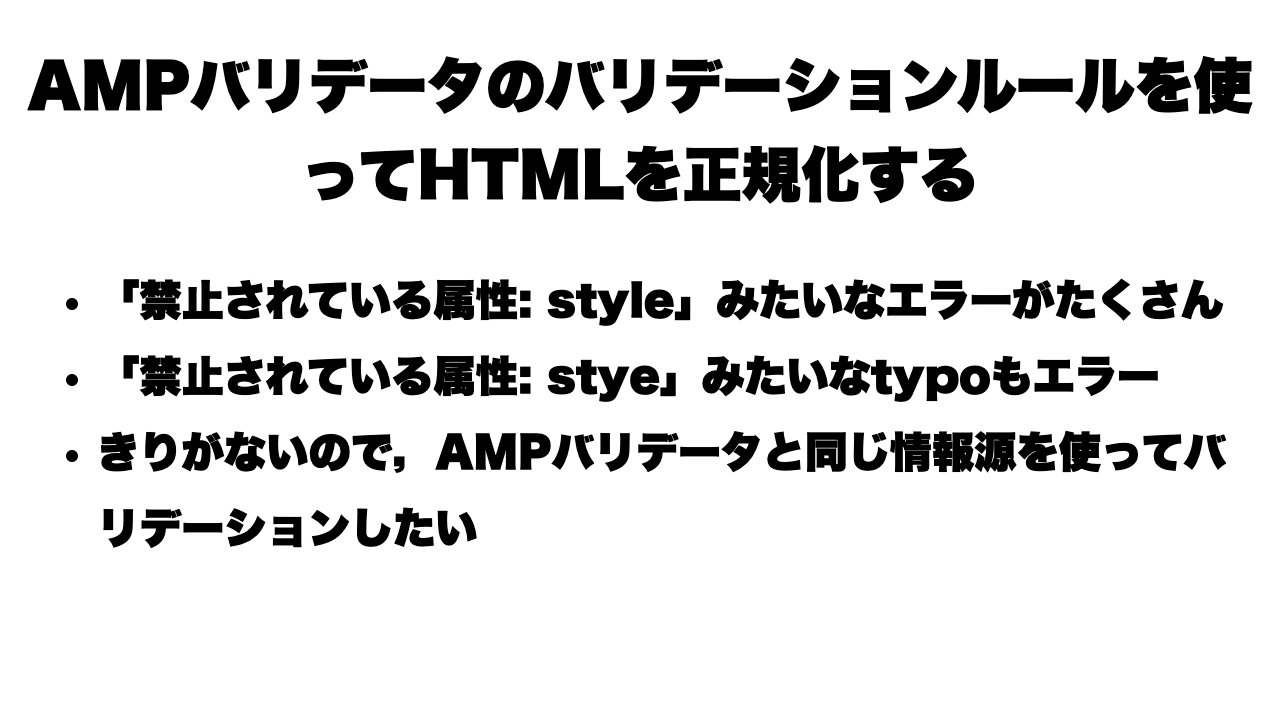 AMPバリデータのバリデーションルールを使
ってHTMLを正規化する
• 「禁止されている属性: style」みたいなエラーがたくさん
• 「禁止されている属性: stye」みたいなtypoもエラー
• きりがないので，AMPバリデータと同じ情報源を使ってバ
リデーションしたい